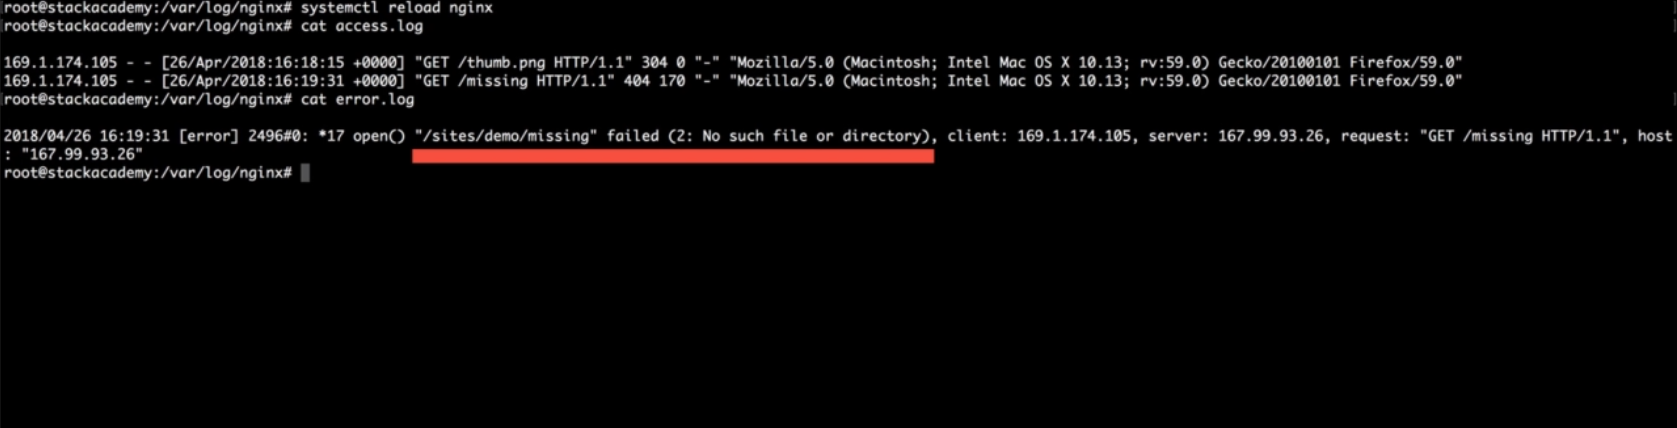 root@stackacademy:/var/log/nginx# systemctl reload nginx
root@stackacademy:/var/log/nginx# cat access.log
169.1.174.105 - - [26/Apr/2018:16:18:15 +0000] "GET /thumb.png HTTP/1.1" 304 0 "-" "Mozilla/5.0 (Macintosh; Intel Mac OS X 10.13; rv:59.0) Gecko/20100101 Firefox/59.0"
169.1.174.105 - - [26/Apr/2018:16:19:31 +0000] "GET /missing HTTP/1.1" 404 170 "-" "Mozilla/5.0 (Macintosh; Intel Mac OS X 10.13; rv:59.0) Gecko/20100101 Firefox/59.0"
root@stackacademy:/var/log/nginx# cat error.log
2018/04/26 16:19:31 [error] 2496#0: *17 open() "/sites/demo/missing" failed (2: No such file or directory), client: 169.1.174.105, server: 167.99.93.26, request: "GET /missing HTTP/1.1", host
: "167.99.93.26"
root@stackacademy:/var/log/nginx#